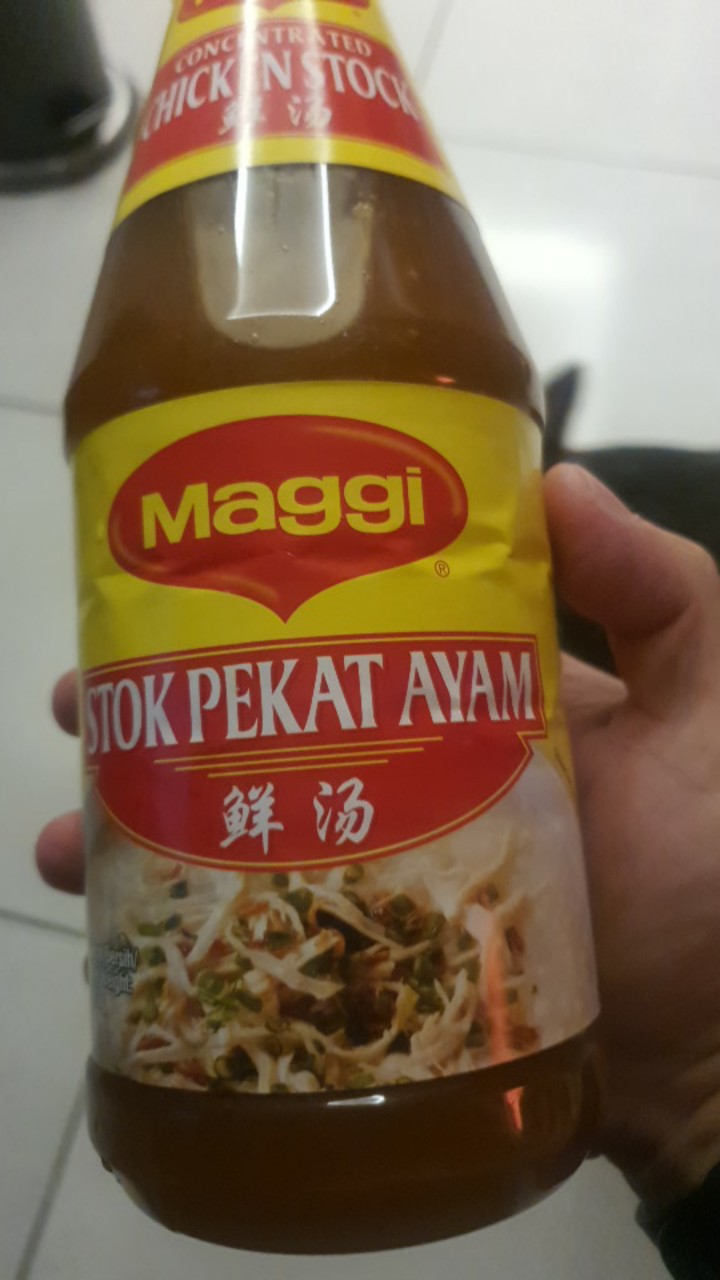 CONCENTRATED
CHICKEN STOCK
鲜汤
Maggi
®
STOK PEKAT AYAM
鲜汤